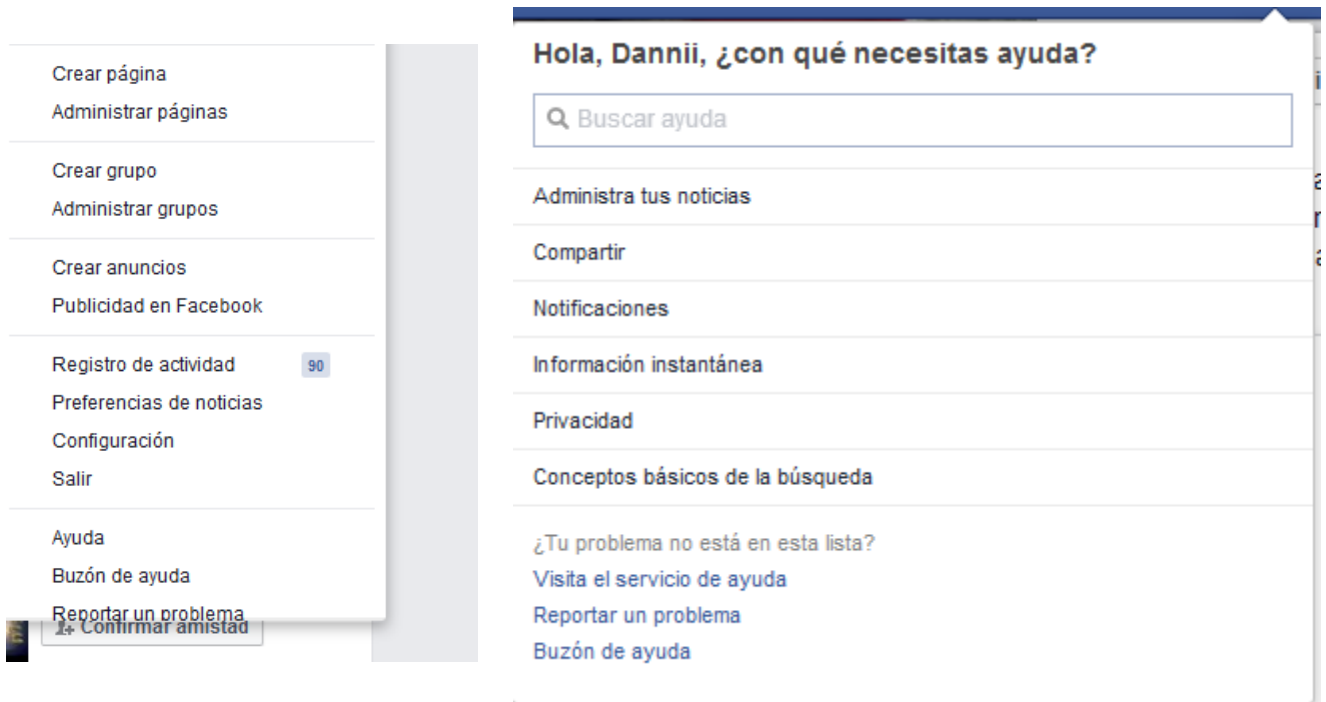 Crear página
Administrar páginas
Crear grupo
Administrar grupos
Crear anuncios
Publicidad en Facebook
Registro de actividad 90
Preferencias de noticias
Configuración
Salir
Ayuda
Buzón de ayuda
Reportar un problema
Confirmar amistad
Hola, Dannii, ¿con qué necesitas ayuda?
Buscar ayuda
Administra tus noticias
Compartir
Notificaciones
Información instantánea
Privacidad
Conceptos básicos de la búsqueda
¿Tu problema no está en esta lista?
Visita el servicio de ayuda
Reportar un problema
Buzón de ayuda